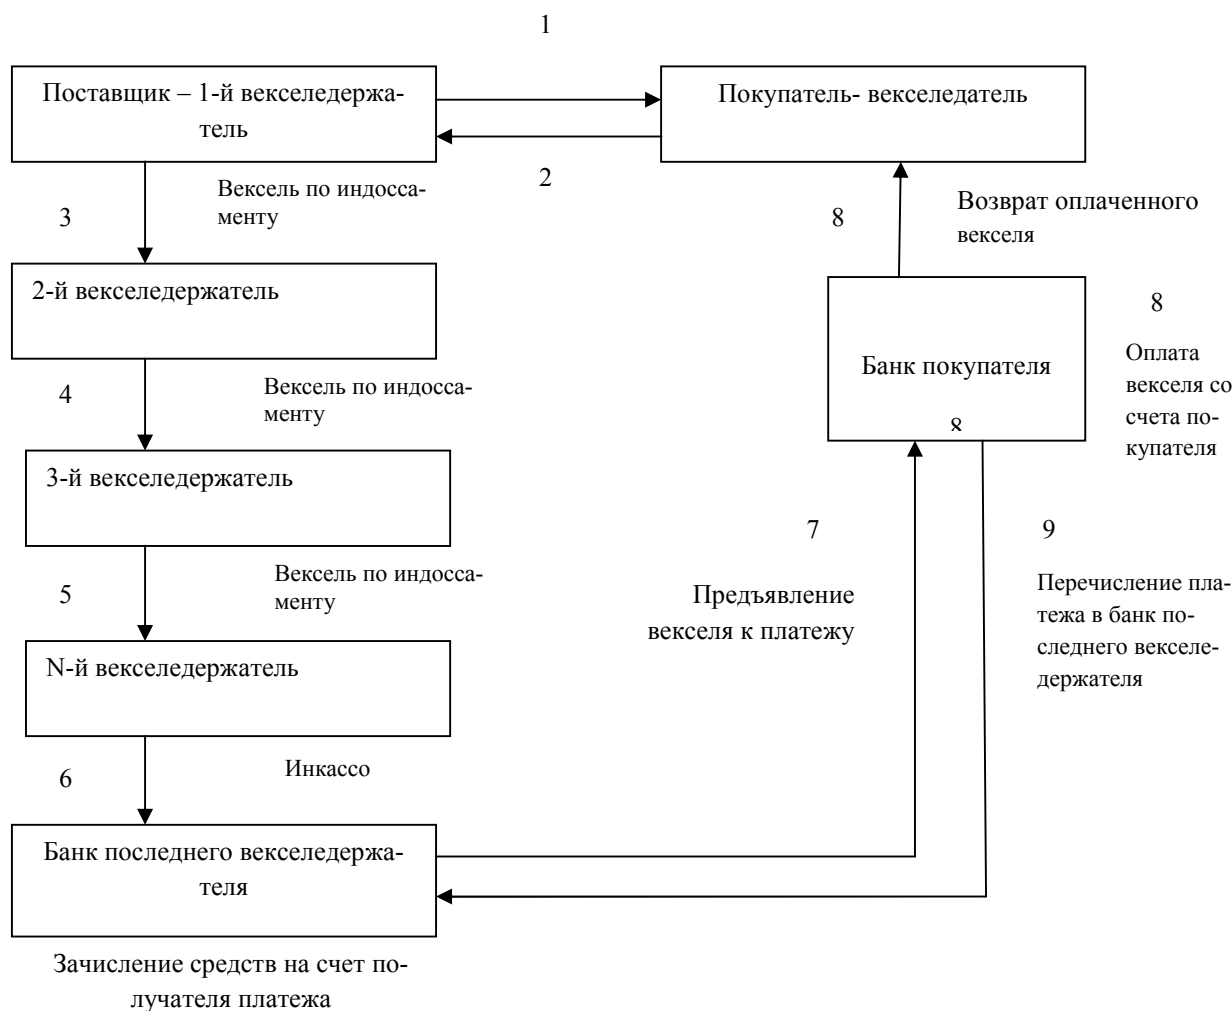 1
Поставщик – 1-й векселедержа-
тель
Покупатель- векселедатель
2
3
Вексель по индосса-
менту
8
Возврат оплаченного
векселя
2-й векселедержатель
8
Оплата
векселя со
счета по-
купателя
Банк покупателя
8
4
Вексель по индосса-
менту
3-й векселедержатель
5
Вексель по индосса-
менту
7
Предъявление
векселя к платежу
9
Перечисление пла-
тежа в банк по-
следнего векселе-
держателя
N-й векселедержатель
6
Инкассо
Банк последнего векселедержа-
теля
Зачисление средств на счет по-
лучателя платежа